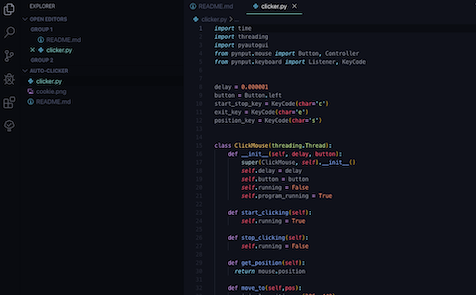 EXPLORER
OPEN EDITORS
GROUP 1
README.md
clicker.py
GROUP 2
AUTO-CLICKER
clicker.py
cookie.png
README.md
README.md
clicker.py
clicker.py > ...
import time
import threading
import pyautogui
from pynput.mouse import Button, Controller
from pynput.keyboard import Listener, KeyCode
delay = 0.000001
button = Button.left
start_stop_key = KeyCode(char='c')
exit_key = KeyCode(char='e')
position_key = KeyCode(char='s')
class ClickMouse(threading.Thread):
def __init__(self, delay, button):
super(ClickMouse, self).__init__()
self.delay = delay
self.button = button
self.running = False
self.program_running = True
def start_clicking(self):
self.running = True
def stop_clicking(self):
self.running = False
def get_position(self):
return mouse.position
def move_to(self,pos):